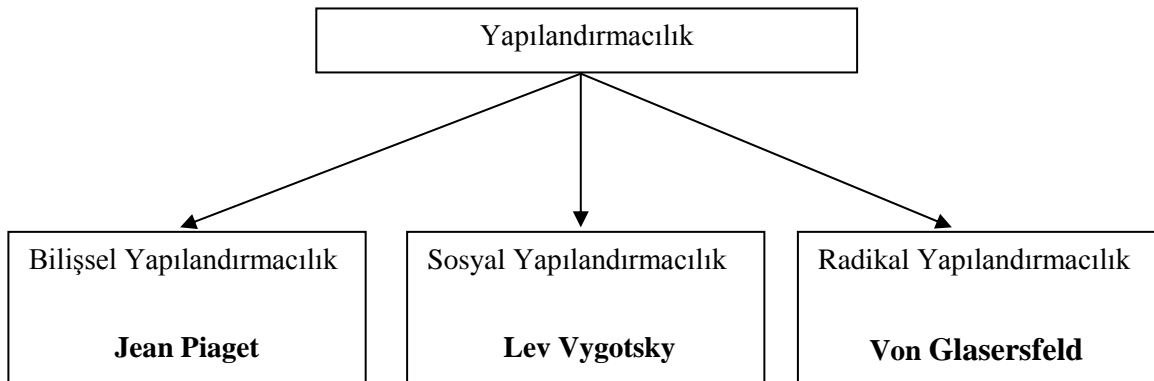 Yapılandırmacılık
Bilişsel Yapılandırmacılık
Jean Piaget
Sosyal Yapılandırmacılık
Lev Vygotsky
Radikal Yapılandırmacılık
Von Glasersfeld